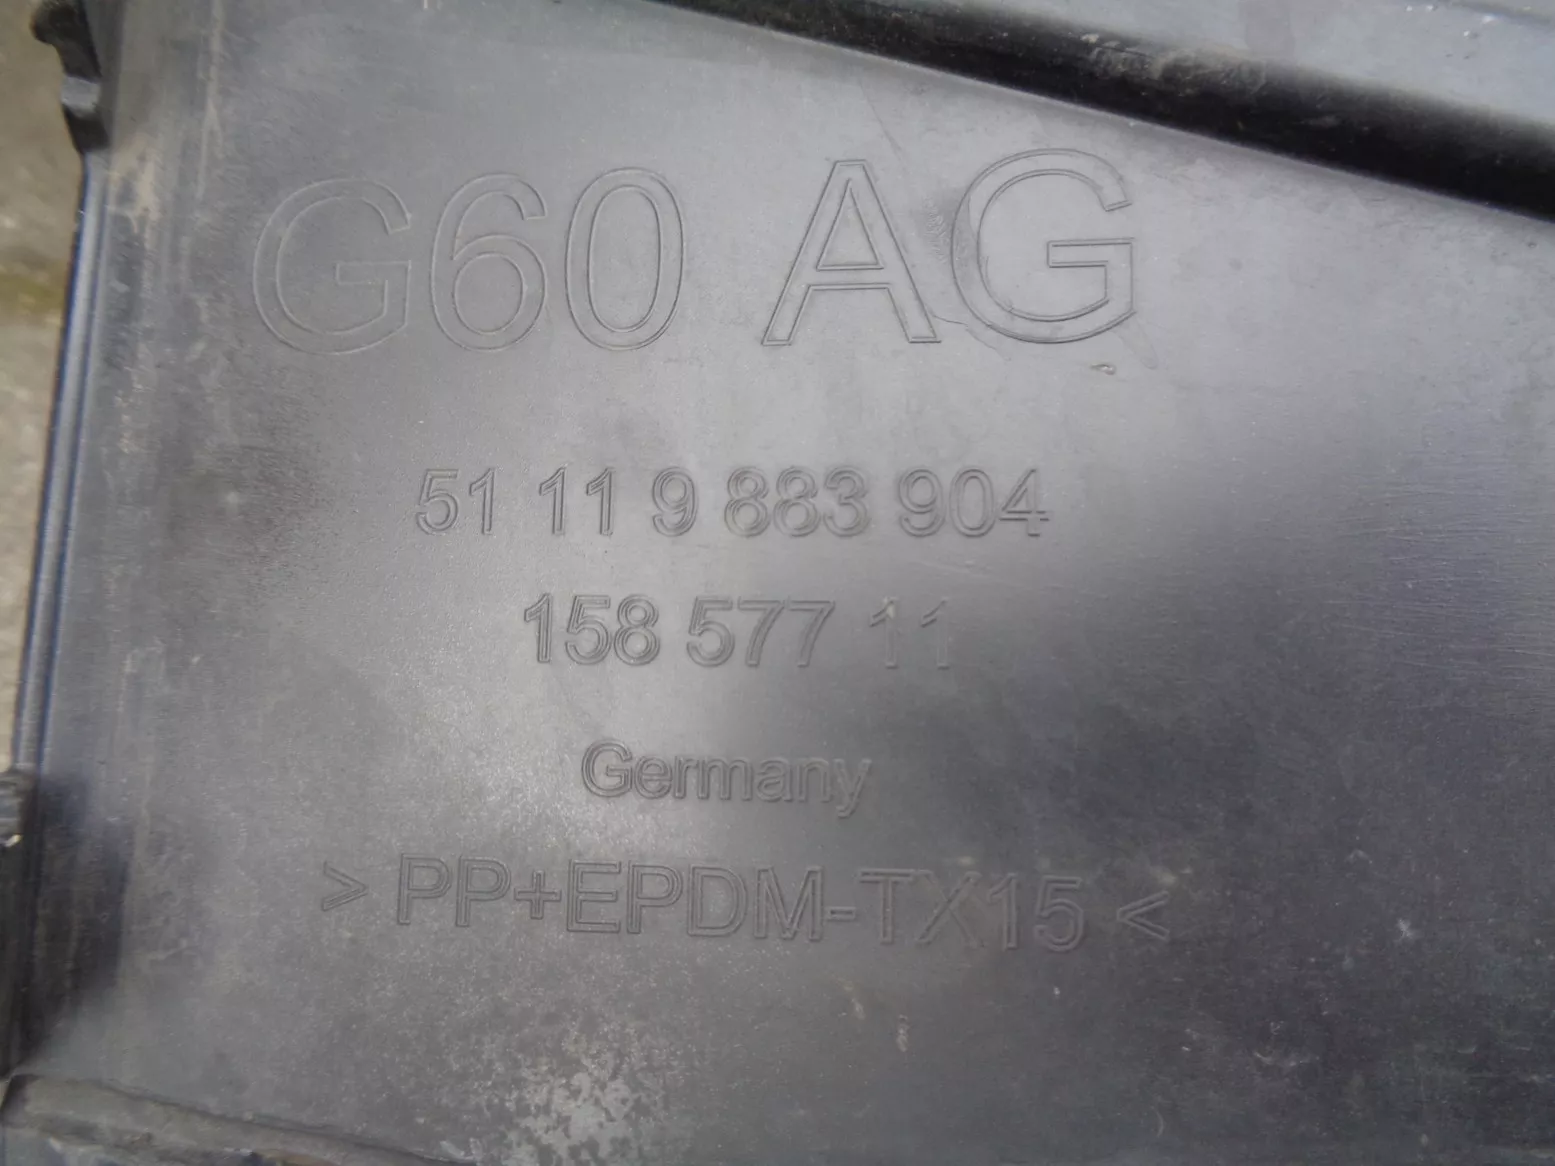 G60 AG
51 11 9 883 904
158 577 11
Germany
> PP+EPDM-TX15 <